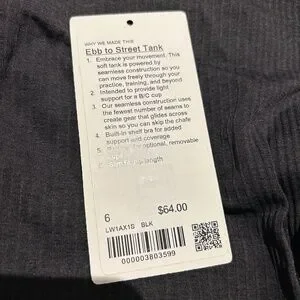 WHY WE MADE THIS
Ebb to Street Tank
1. Embrace your movement. This
soft tank is powered by
seamless construction so you
can move freely through your
practice, training, and beyond
2. Intended to provide light
support for a B/C cup
3. Our seamless construction uses
the fewest number of seams to
create gear that glides across
skin so you can skip the chafe
4. Built-in shelf bra for added
support and coverage
5. optional, removable
length
6 $64.00
LW1AX1S BLK
000003803599